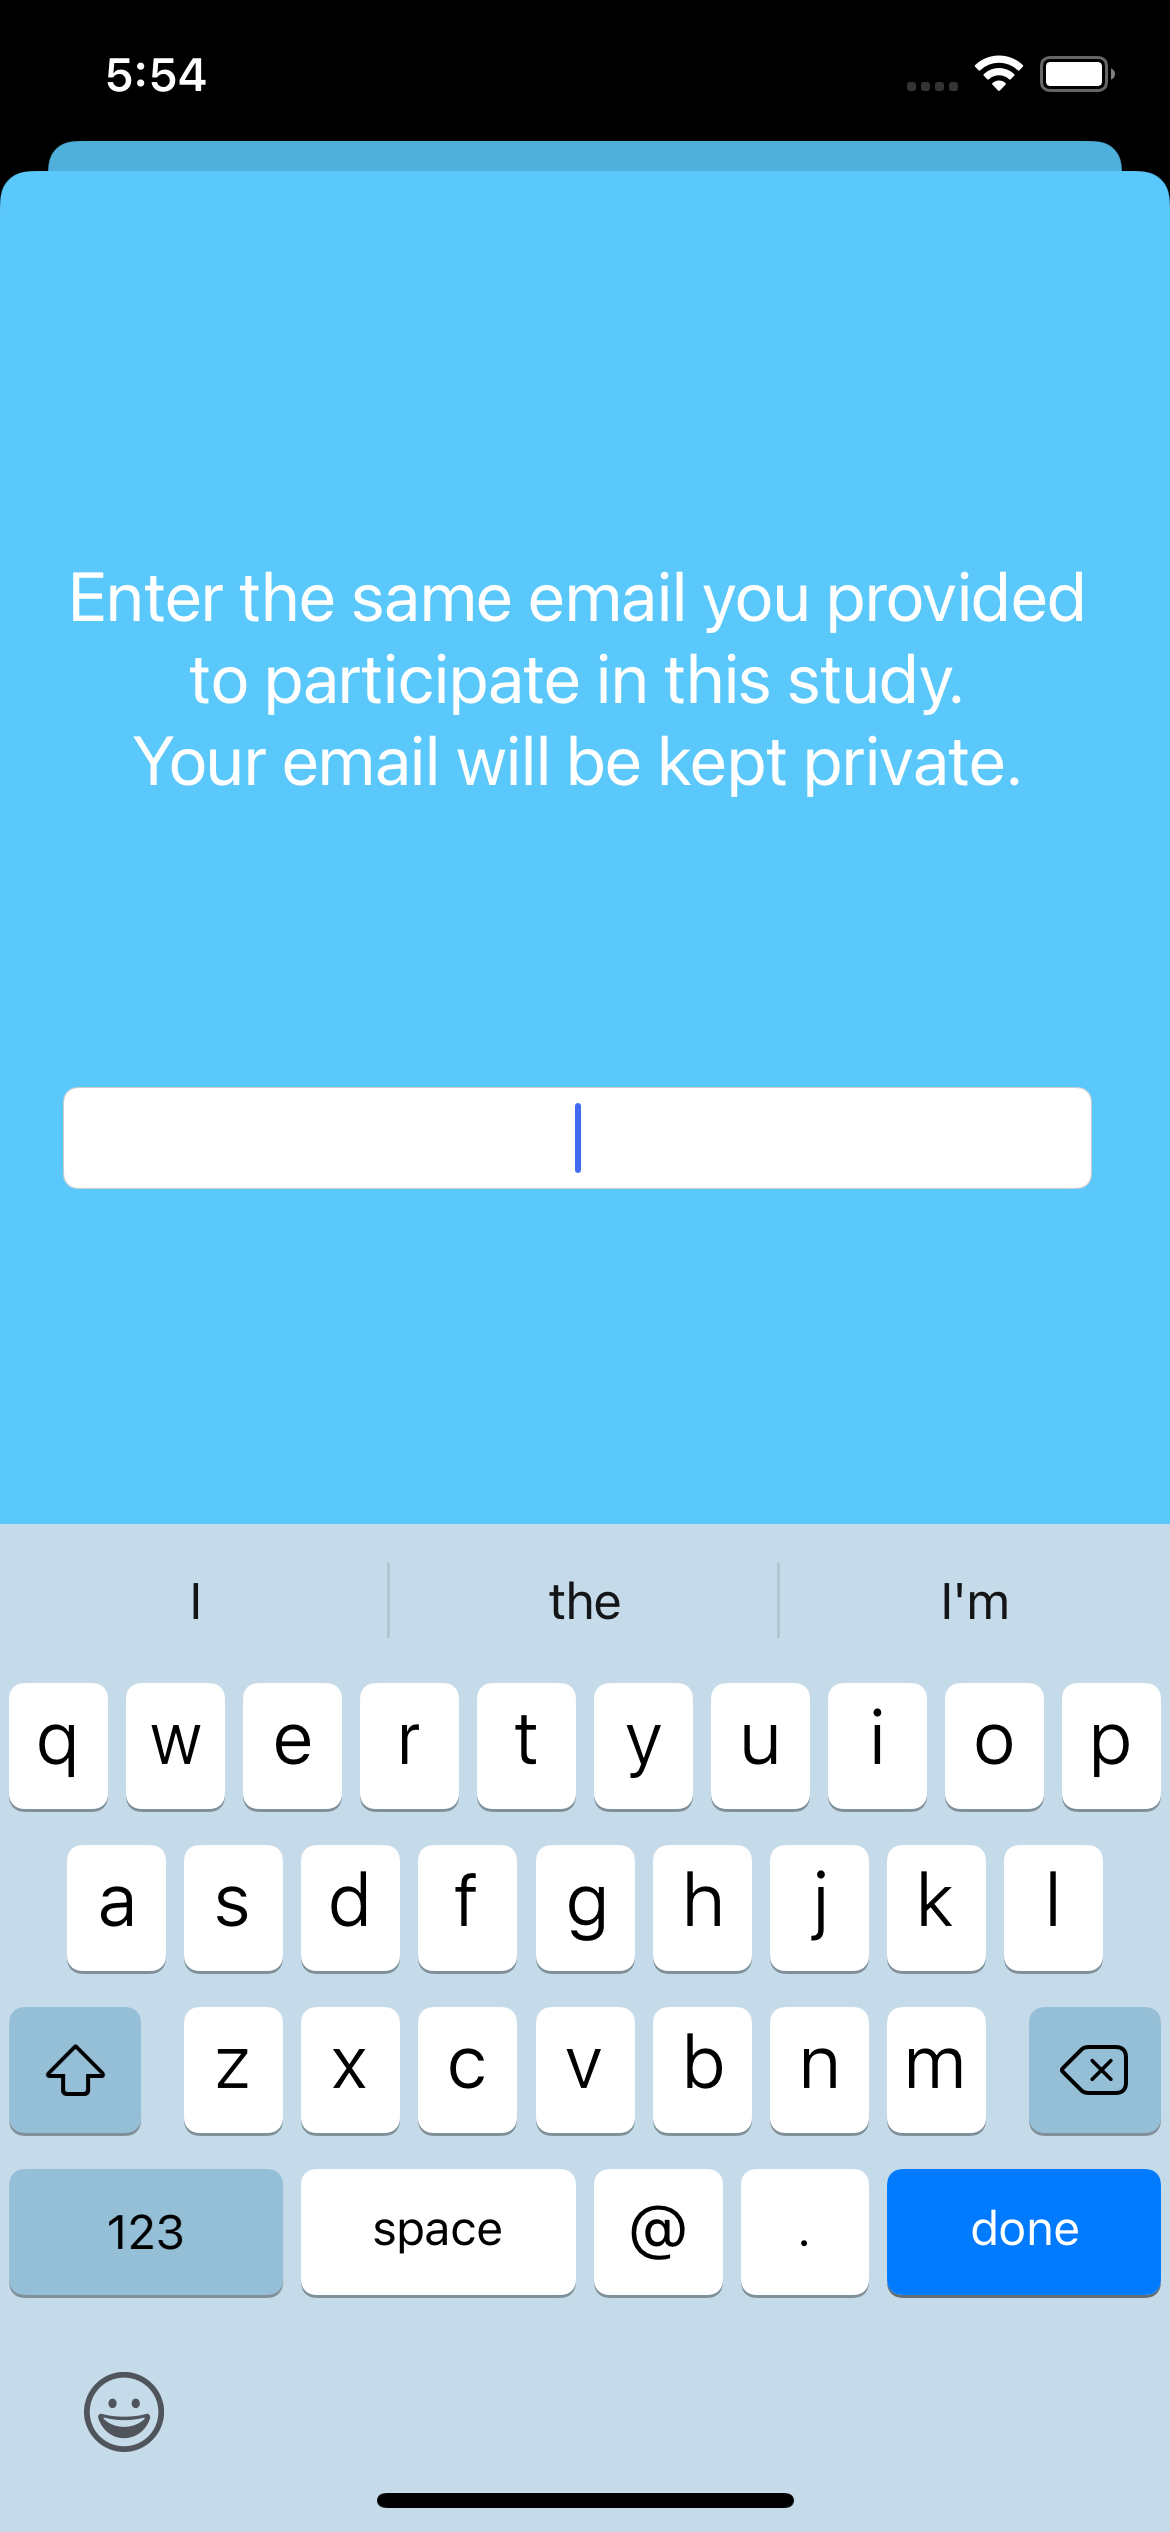 5:54
Enter the same email you provided
to participate in this study.
Your email will be kept private.
I the I'm
q w e r t y u i o p
a s d f g h j k l
z x c v b n m
123 space @ . done